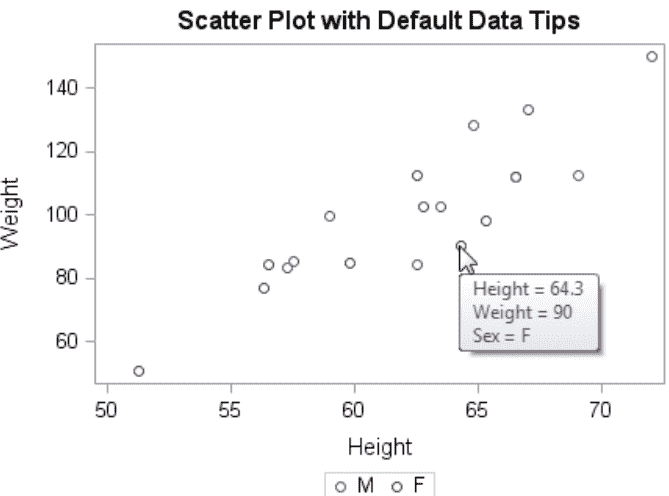 Scatter Plot with Default Data Tips
Weight
140
120
100
80
60
Height = 64.3
Weight = 90
Sex = F
50 55 60 65 70
Height
M F